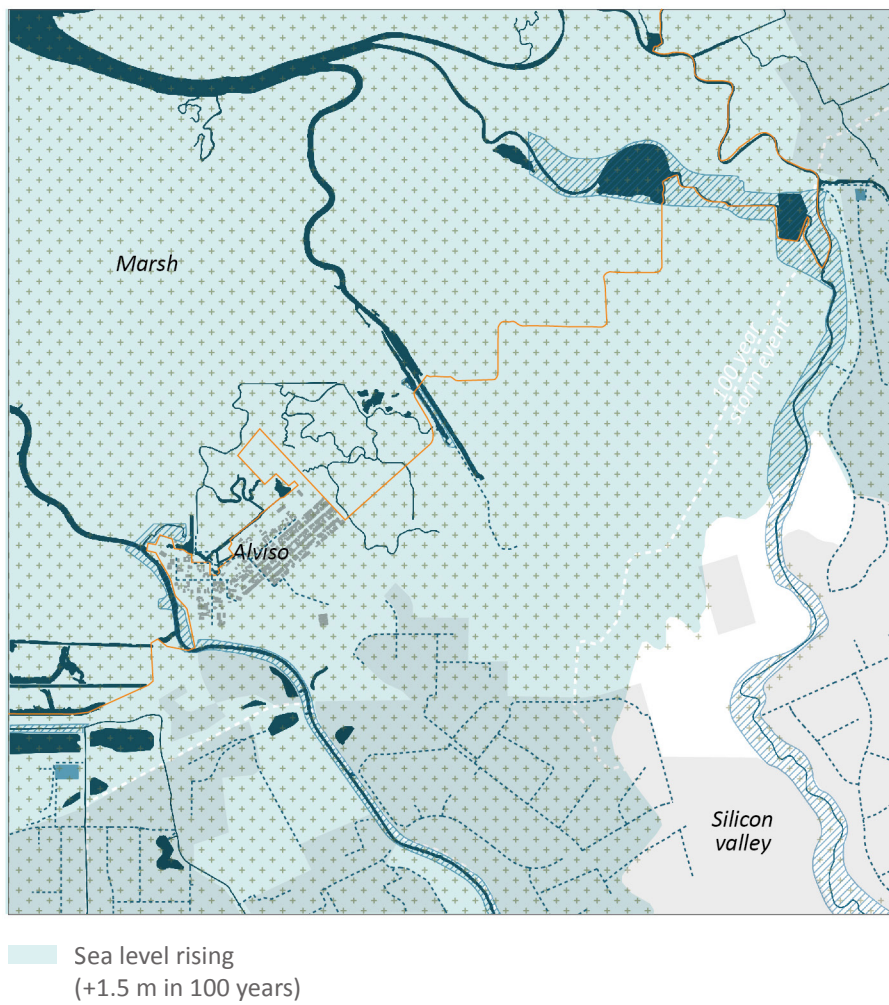 Marsh
100 year
storm event
Alviso
Silicon
valley
Sea level rising
(+1.5 m in 100 years)